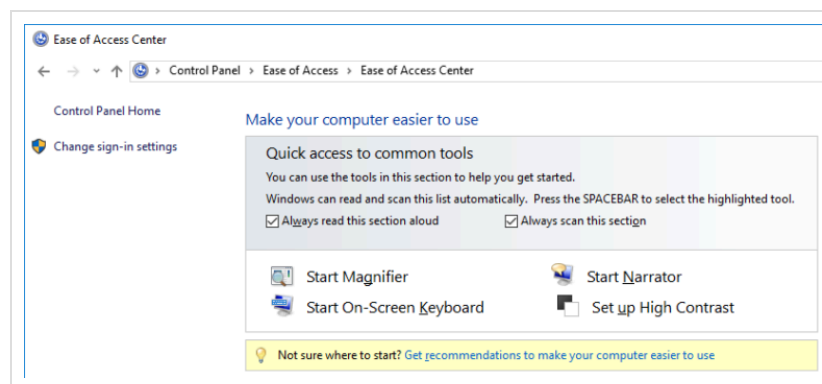 Ease of Access Center
Control Panel › Ease of Access › Ease of Access Center
Control Panel Home
Change sign-in settings
Make your computer easier to use
Quick access to common tools
You can use the tools in this section to help you get started.
Windows can read and scan this list automatically. Press the SPACEBAR to select the highlighted tool.
Always read this section aloud Always scan this section
Start Magnifier Start Narrator
Start On-Screen Keyboard Set up High Contrast
Not sure where to start? Get recommendations to make your computer easier to use